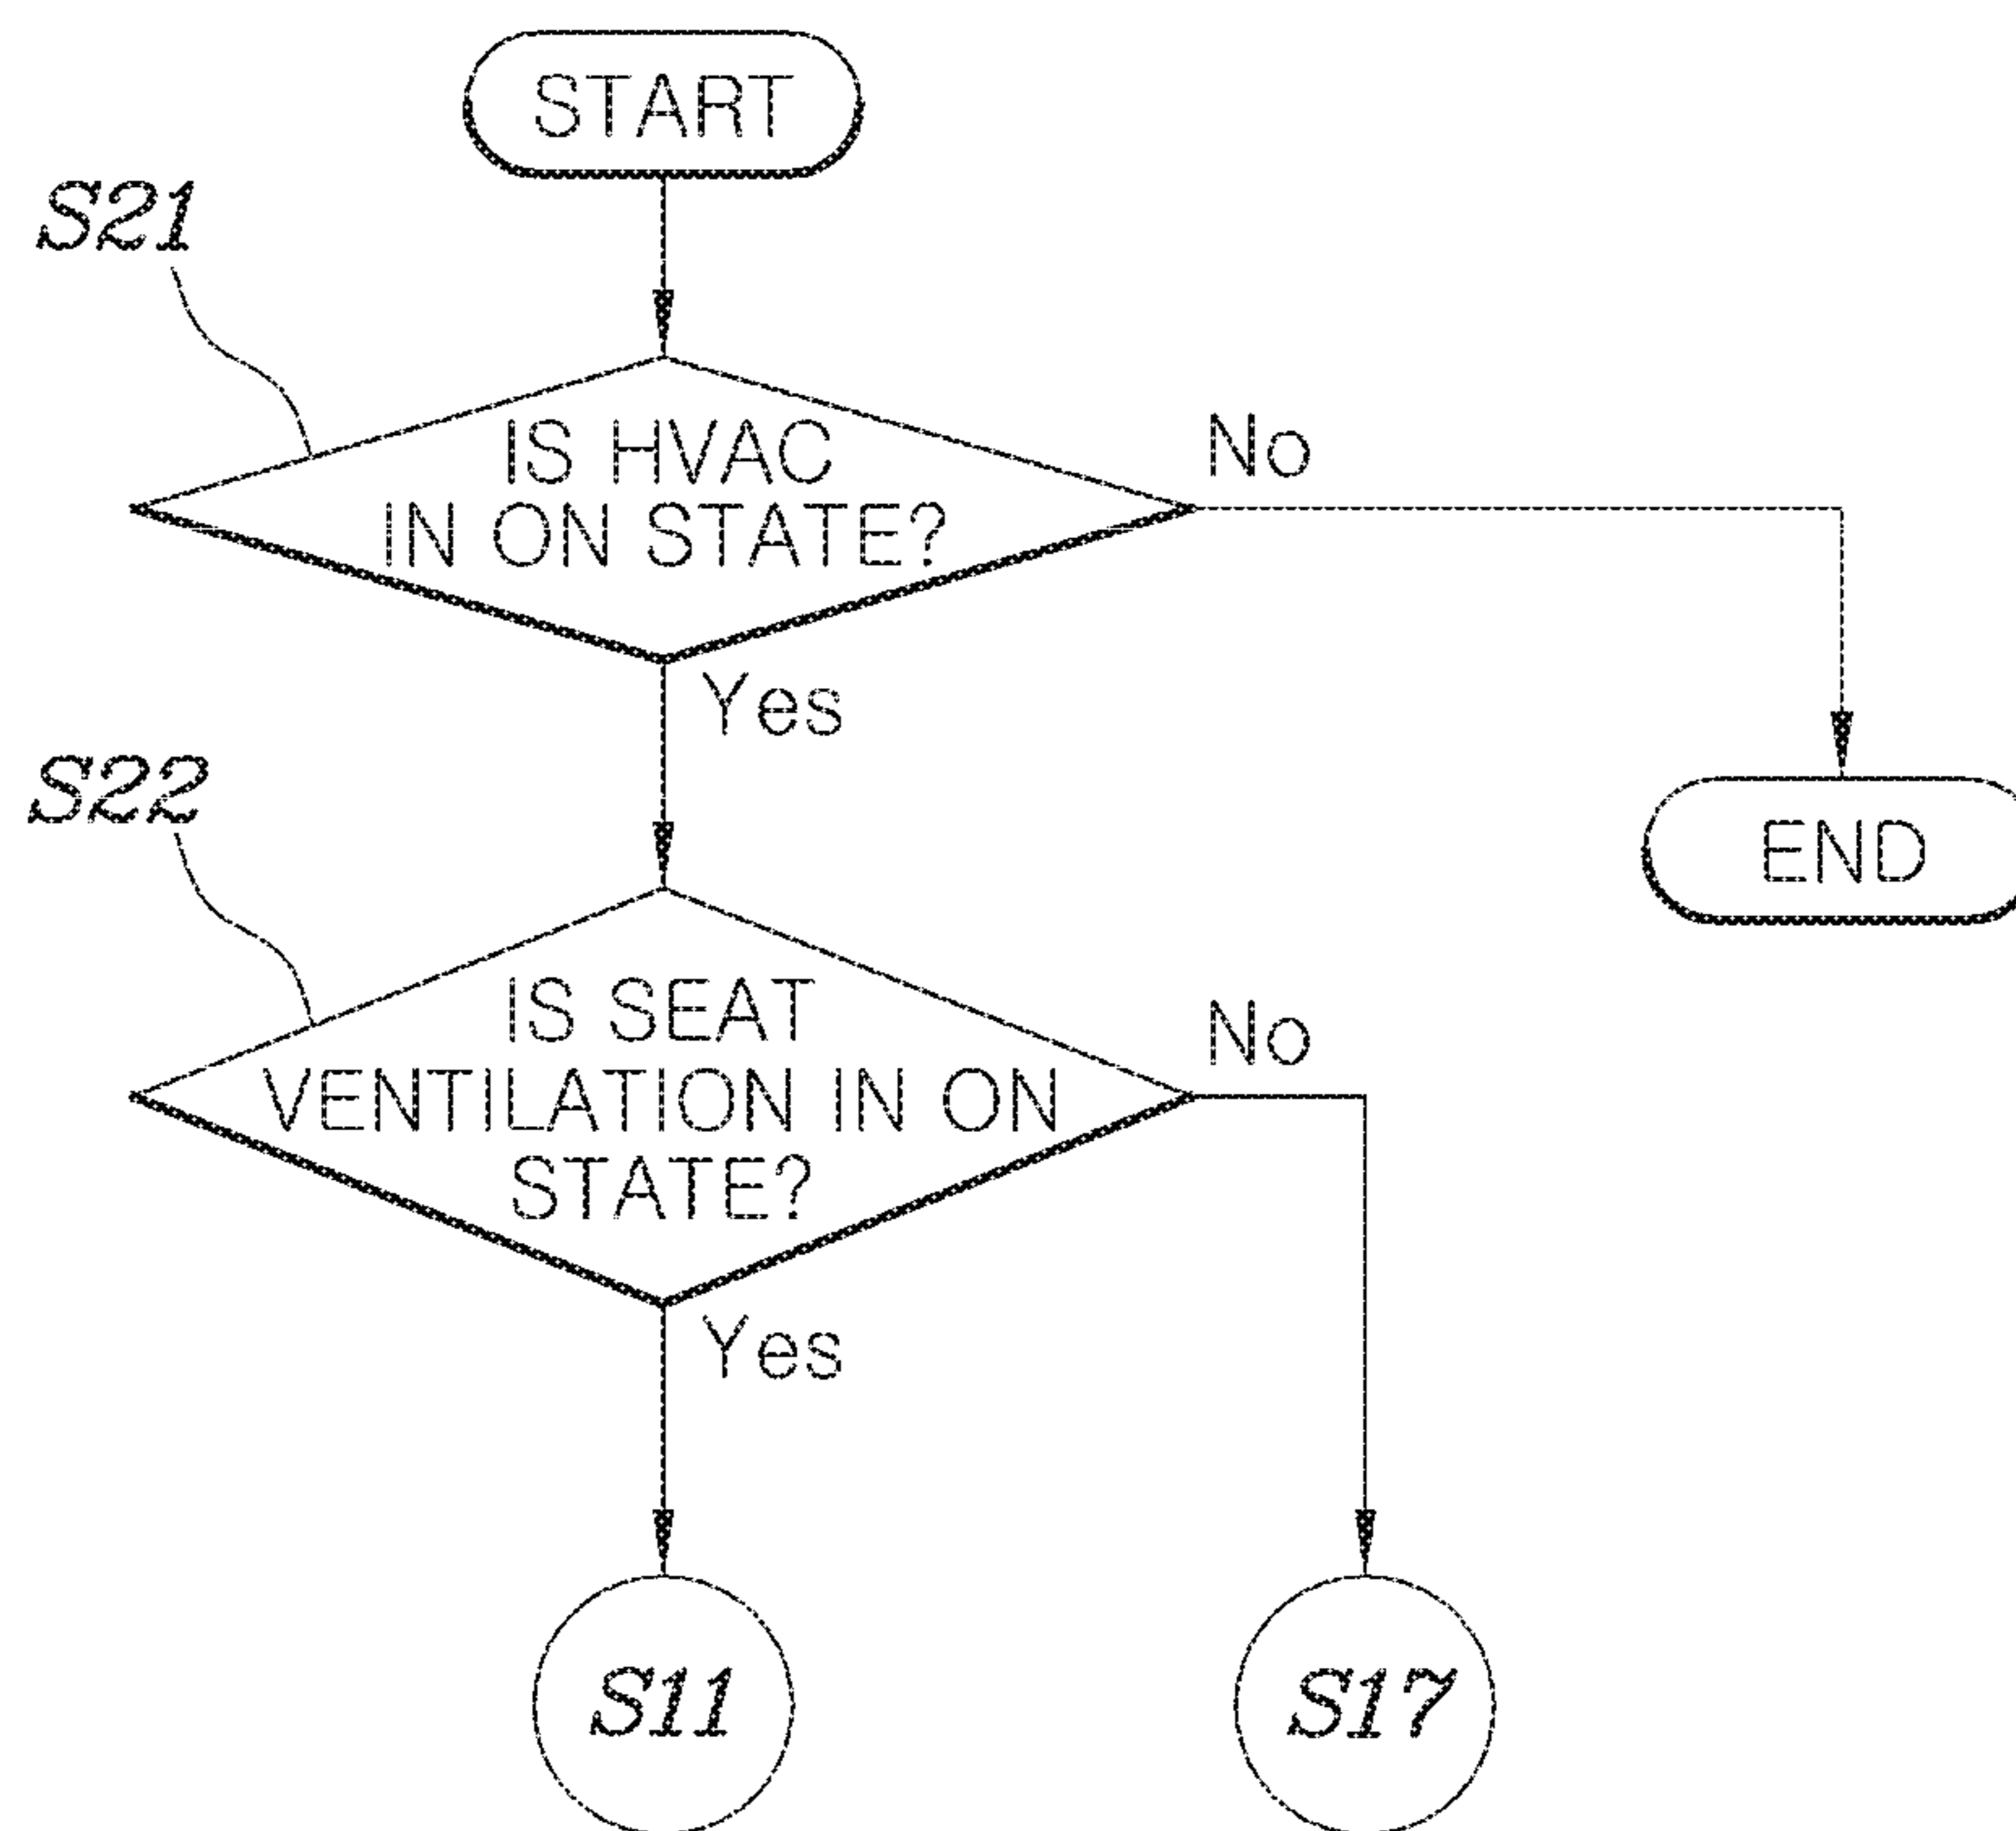 START
S21
IS HVAC
IN ON STATE?
No
Yes
S22
END
IS SEAT
VENTILATION IN ON
STATE?
No
Yes
S11
S17